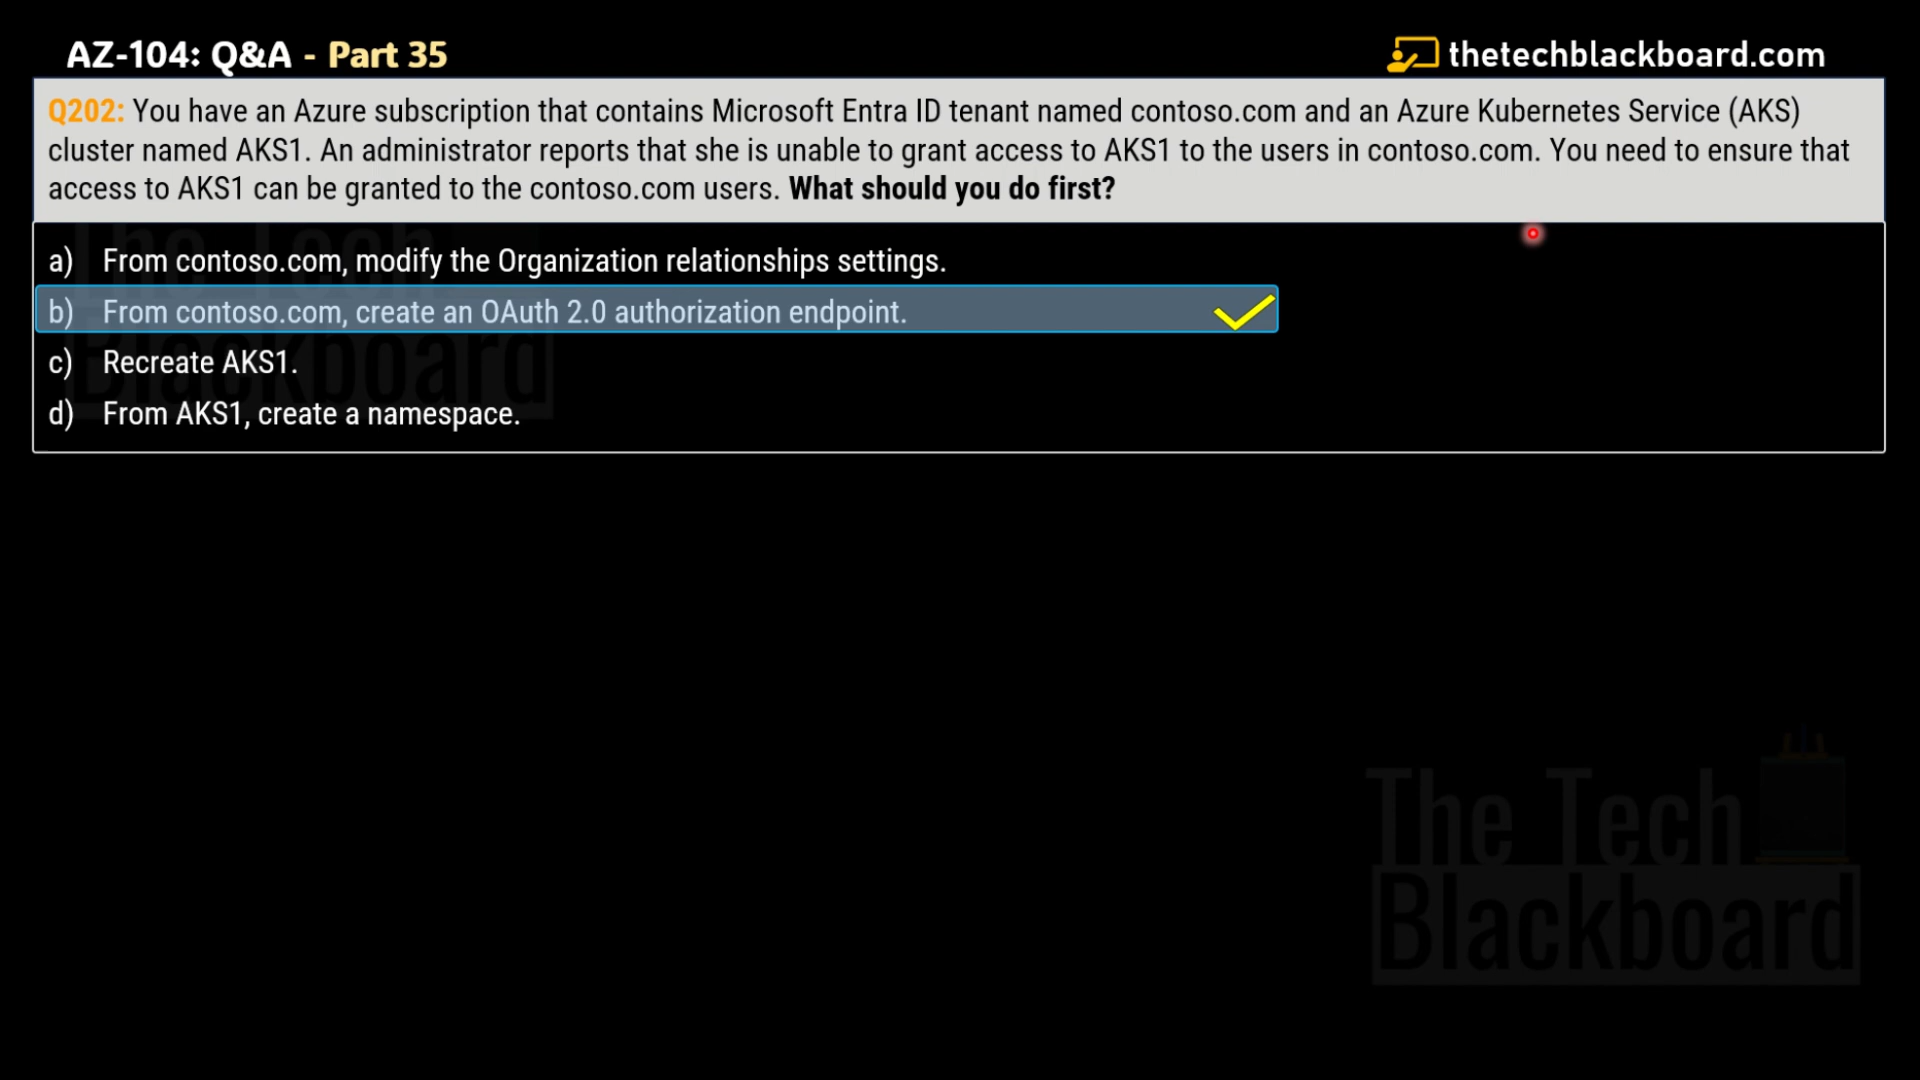 AZ-104: Q&A - Part 35
thetechblackboard.com
Q202: You have an Azure subscription that contains Microsoft Entra ID tenant named contoso.com and an Azure Kubernetes Service (AKS)
cluster named AKS1. An administrator reports that she is unable to grant access to AKS1 to the users in contoso.com. You need to ensure that
access to AKS1 can be granted to the contoso.com users. What should you do first?
a) From contoso.com, modify the Organization relationships settings.
b) From contoso.com, create an OAuth 2.0 authorization endpoint.
c) Recreate AKS1.
d) From AKS1, create a namespace.
The Tech
Blackboard
The Tech
Blackboard